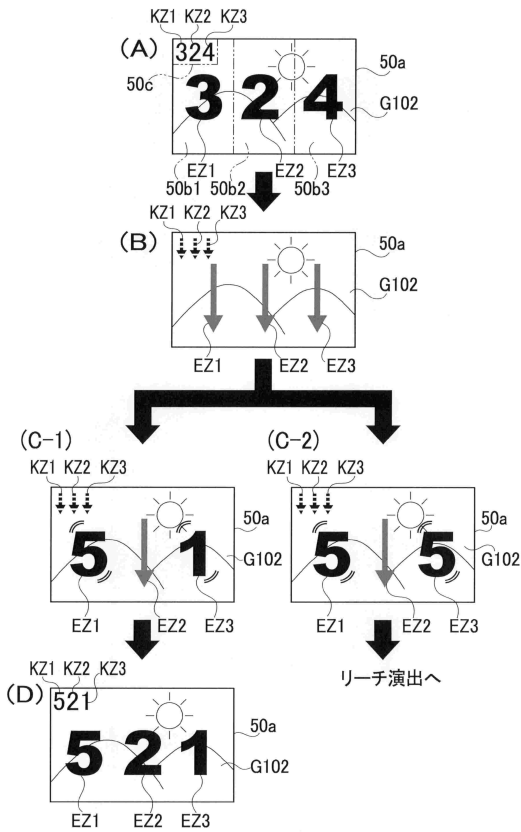 KZ1 KZ2 KZ3
(A)
324
50a
50c
3 2 4
G102
EZ1 EZ2 EZ3
50b1 50b2 50b3
KZ1 KZ2 KZ3
(B)
50a
G102
EZ1 EZ2 EZ3
(C-1) (C-2)
KZ1 KZ2 KZ3 KZ1 KZ2 KZ3
50a 50a
5 1 5 5
G102 G102
EZ1 EZ2 EZ3 EZ1 EZ2 EZ3
リーチ演出へ
KZ1 KZ2 KZ3
(D)
521
50a
5 2 1
G102
EZ1 EZ2 EZ3